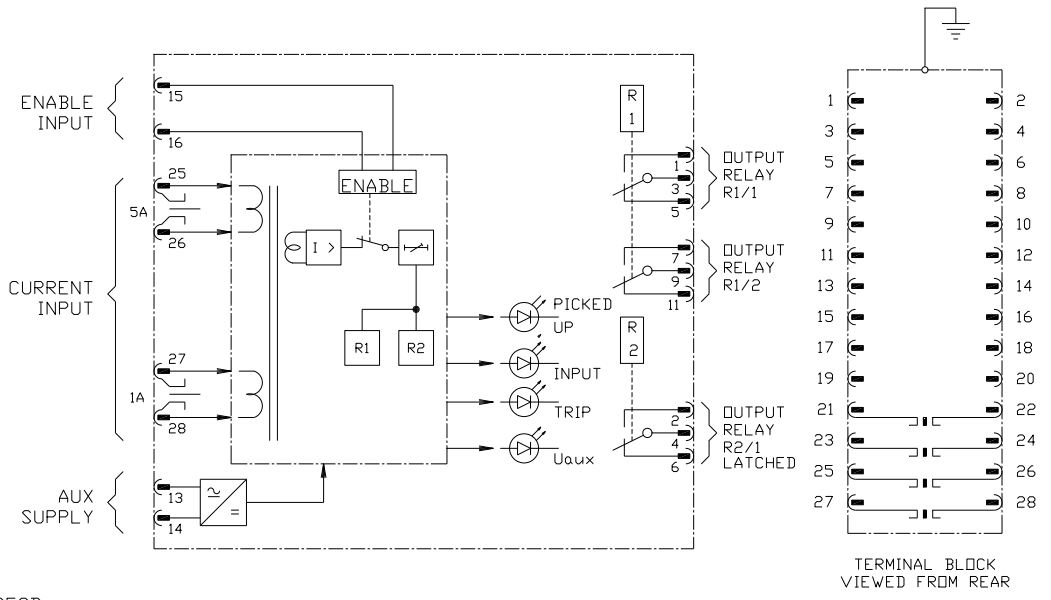 ENABLE
INPUT
15
16
25
5A
26
CURRENT
INPUT
27
1A
28
AUX
SUPPLY
13
14
ENABLE
I >
R1
R2
PICKED
UP
INPUT
TRIP
Uaux
R
1
1
3
5
OUTPUT
RELAY
R1/1
7
9
11
OUTPUT
RELAY
R1/2
R
2
2
4
6
OUTPUT
RELAY
R2/1
LATCHED
1 2
3 4
5 6
7 8
9 10
11 12
13 14
15 16
17 18
19 20
21 22
23 24
25 26
27 28
TERMINAL BLOCK
VIEWED FROM REAR